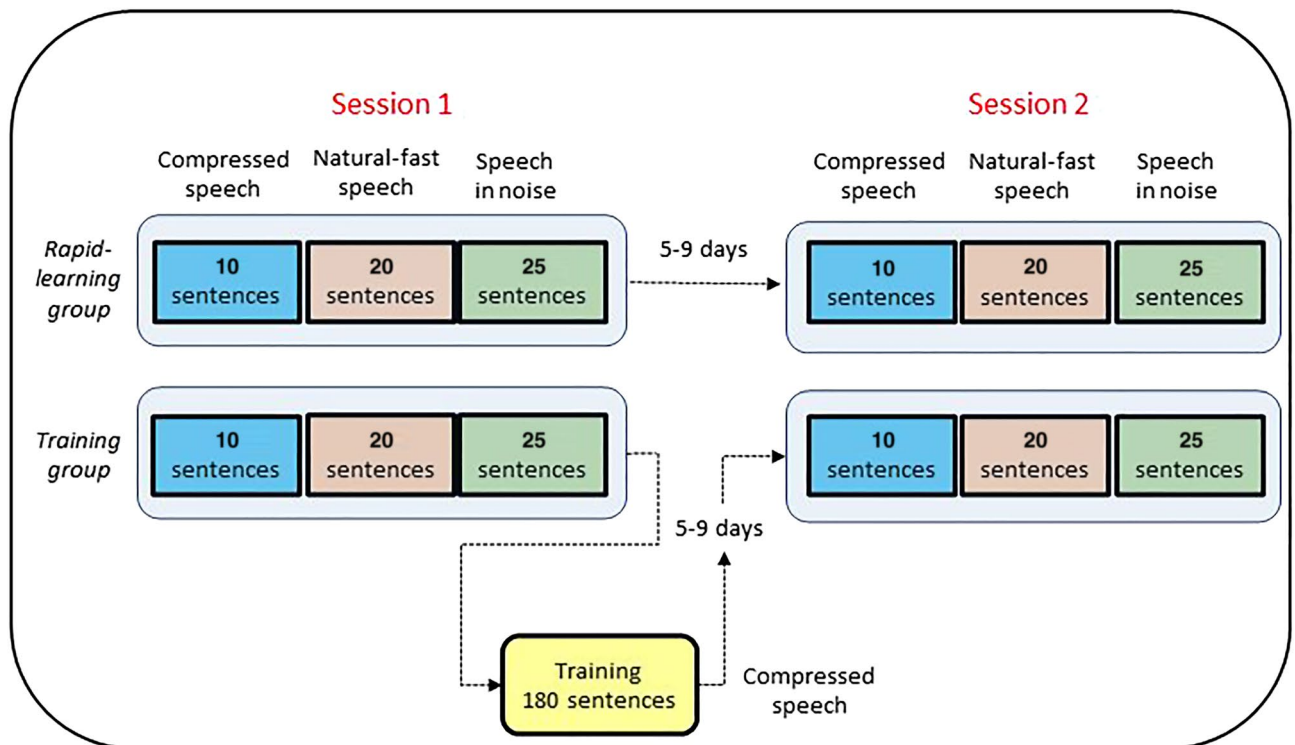 Session 1
Session 2
Compressed
speech
Natural-fast
speech
Speech
in noise
Compressed
speech
Natural-fast
speech
Speech
in noise
Rapid-
learning
group
10
sentences
20
sentences
25
sentences
5-9 days
10
sentences
20
sentences
25
sentences
Training
group
10
sentences
20
sentences
25
sentences
10
sentences
20
sentences
25
sentences
5-9 days
Training
180 sentences
Compressed
speech